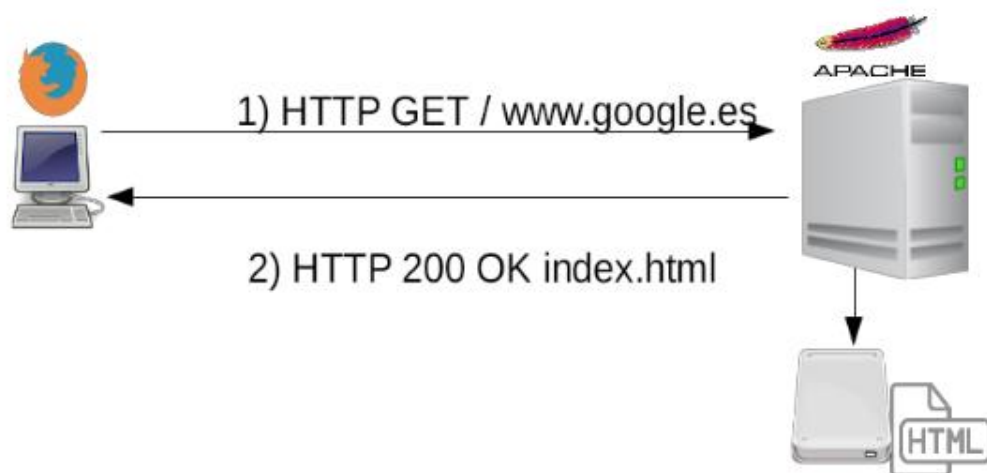 APACHE
1) HTTP GET / www.google.es
2) HTTP 200 OK index.html
HTML